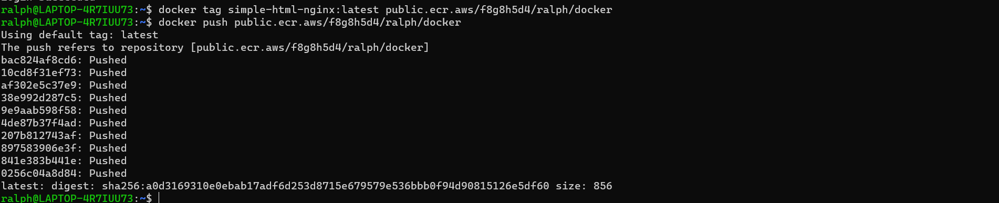 ralph@LAPTOP-4R7IUU73:~$ docker tag simple-html-nginx:latest public.ecr.aws/f8g8h5d4/ralph/docker
ralph@LAPTOP-4R7IUU73:~$ docker push public.ecr.aws/f8g8h5d4/ralph/docker
Using default tag: latest
The push refers to repository [public.ecr.aws/f8g8h5d4/ralph/docker]
bac824af8cd6: Pushed
10cd8f31ef73: Pushed
af302e5c37e9: Pushed
38e992d287c5: Pushed
9e9aab598f58: Pushed
4de87b37f4ad: Pushed
207b812743af: Pushed
897583906e3f: Pushed
841e383b441e: Pushed
0256c04a8d84: Pushed
latest: digest: sha256:a0d3169310e0ebab17adf6d253d8715e679579e536bbb0f94d90815126e5df60 size: 856
ralph@LAPTOP-4R7IUU73:~$